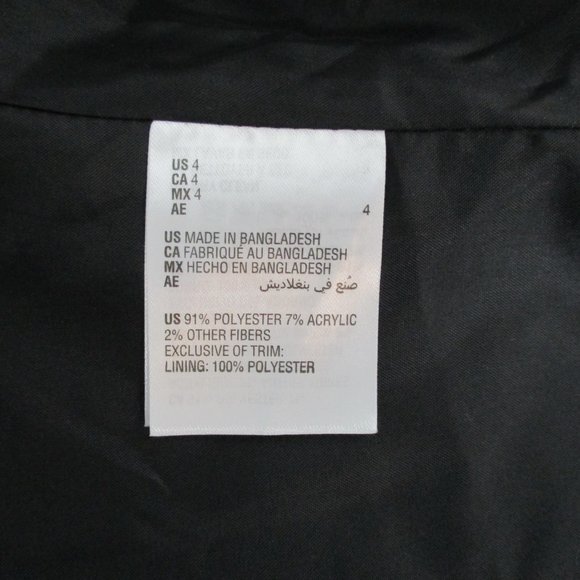 US 4
CA 4
MX 4
AE 4
US MADE IN BANGLADESH
CA FABRIQUÉ AU BANGLADESH
MX HECHO EN BANGLADESH
AE صُنع في بنغلاديش
US 91% POLYESTER 7% ACRYLIC
2% OTHER FIBERS
EXCLUSIVE OF TRIM:
LINING: 100% POLYESTER